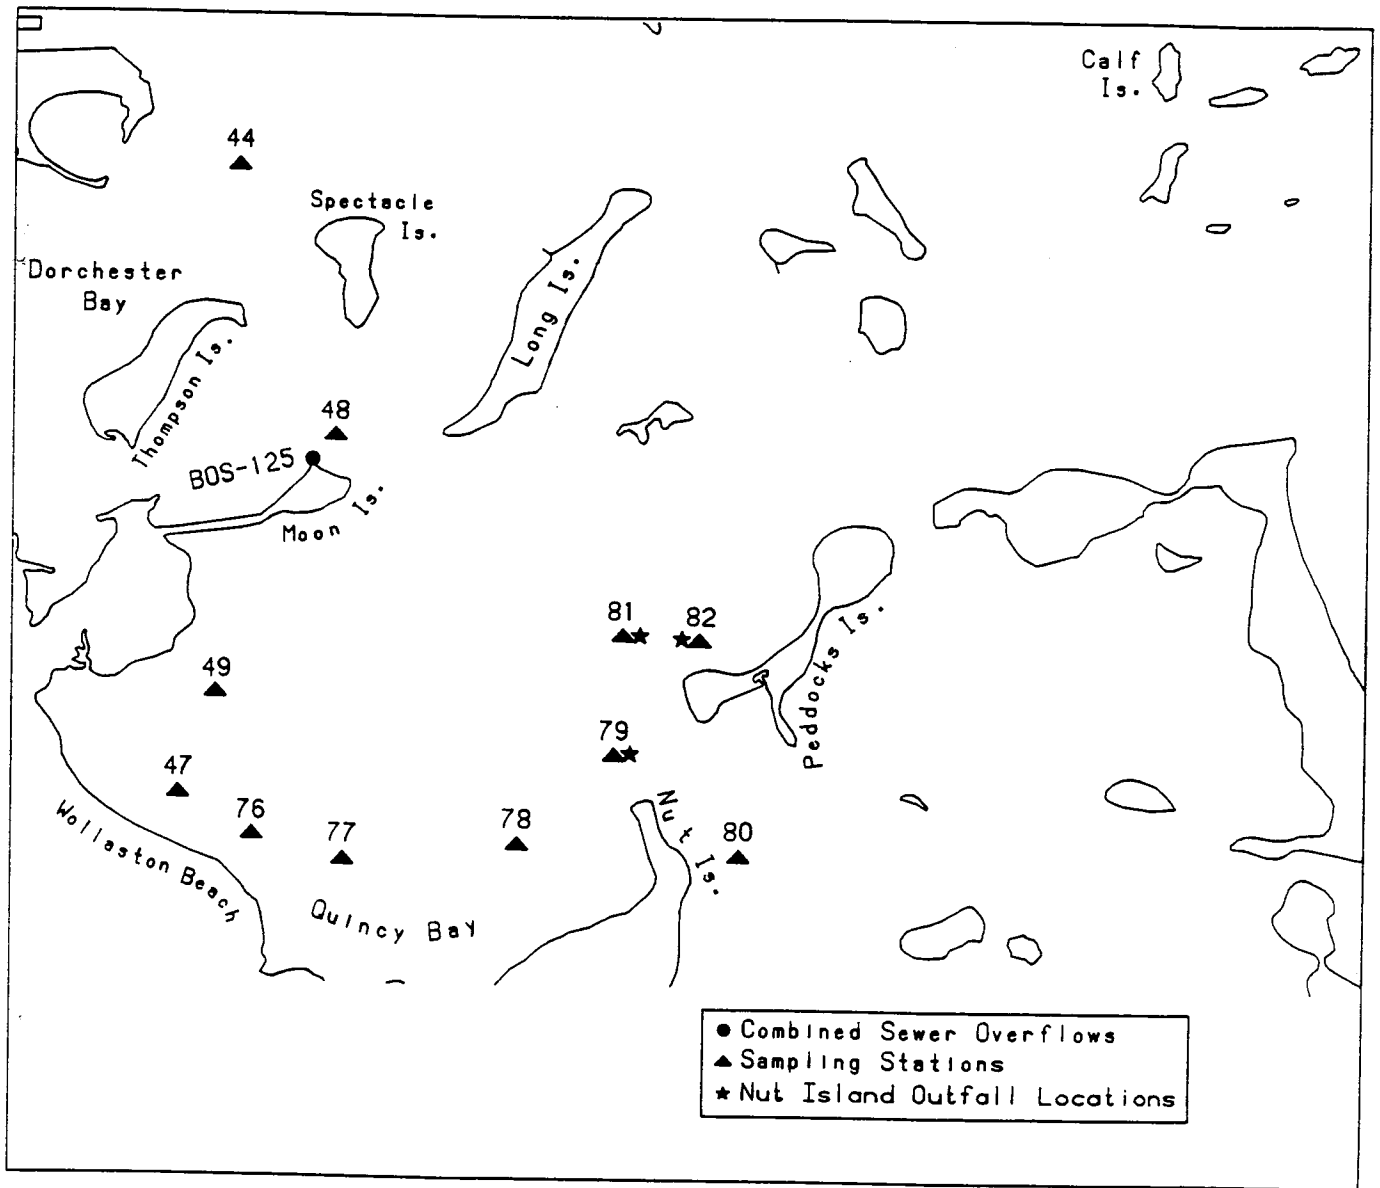 Calf
Is.
44
Spectacle
Is.
Dorchester
Bay
Long Is.
Thompson Is.
48
BOS-125
Moon Is.
81
82
Peddocks Is.
49
79
47
76
77
78
Nut Is.
80
Wollaston Beach
Quincy Bay
Combined Sewer Overflows
Sampling Stations
Nut Island Outfall Locations